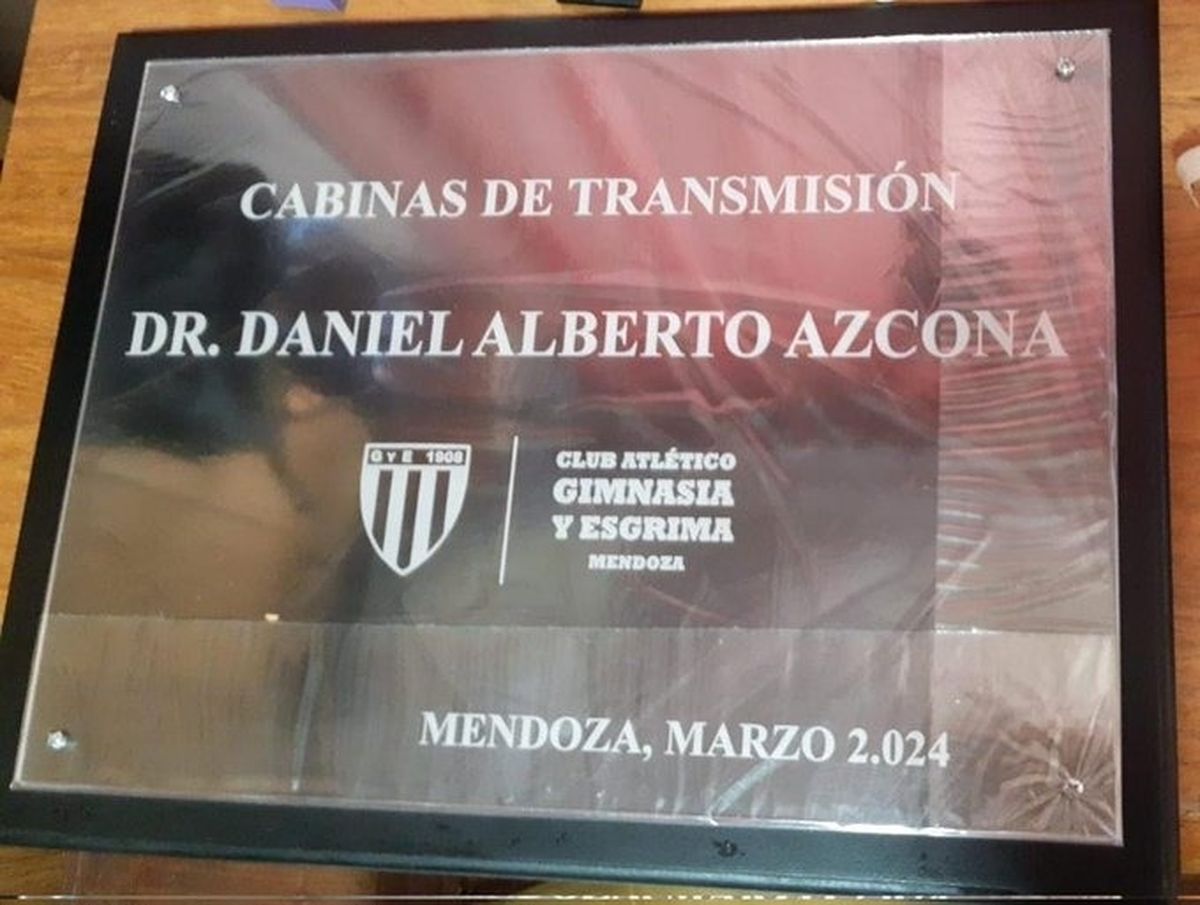 CABINAS DE TRANSMISIÓN
DR. DANIEL ALBERTO AZCONA
G Y E 1908
CLUB ATLÉTICO
GIMNASIA
Y ESGRIMA
MENDOZA
MENDOZA, MARZO 2.024